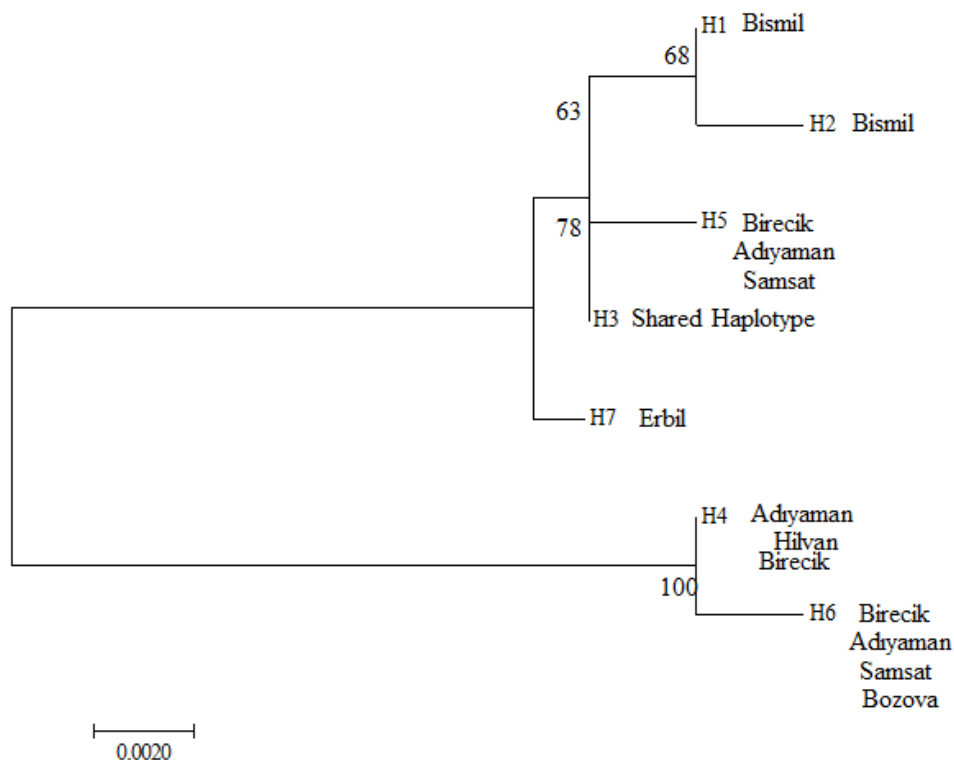 H1 Bismil
68
63
H2 Bismil
78
H5 Birecik
Adıyaman
Samsat
H3 Shared Haplotype
H7 Erbil
H4 Adıyaman
Hilvan
Birecik
100
H6 Birecik
Adıyaman
Samsat
Bozova
0.0020